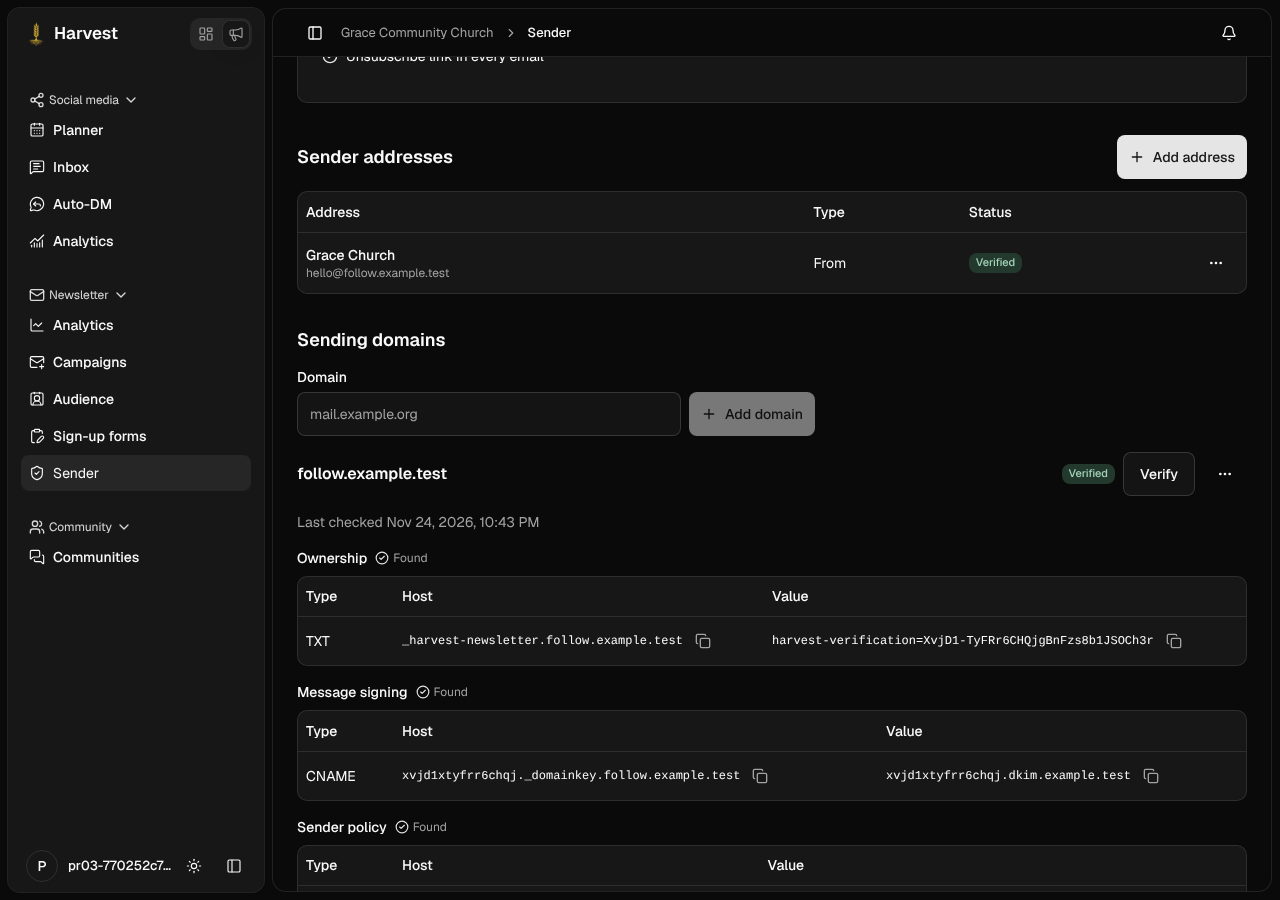 Harvest
Grace Community Church
Sender
Social media
Planner
Inbox
Auto-DM
Analytics
Newsletter
Analytics
Campaigns
Audience
Sign-up forms
Sender
Community
Communities
P
pr03-770252c7...
Unsubscribe link in every email
Sender addresses
Add address
Address Type Status
Grace Church
hello@follow.example.test
From
Verified
Sending domains
Domain
mail.example.org
Add domain
follow.example.test
Verified
Verify
Last checked Nov 24, 2026, 10:43 PM
Ownership Found
Type Host Value
TXT _harvest-newsletter.follow.example.test harvest-verification=XvjD1-TyFRr6CHQjgBnFzs8b1JSOCh3r
Message signing Found
Type Host Value
CNAME xvjd1xtyfrr6chqj._domainkey.follow.example.test xvjd1xtyfrr6chqj.dkim.example.test
Sender policy Found
Type Host Value